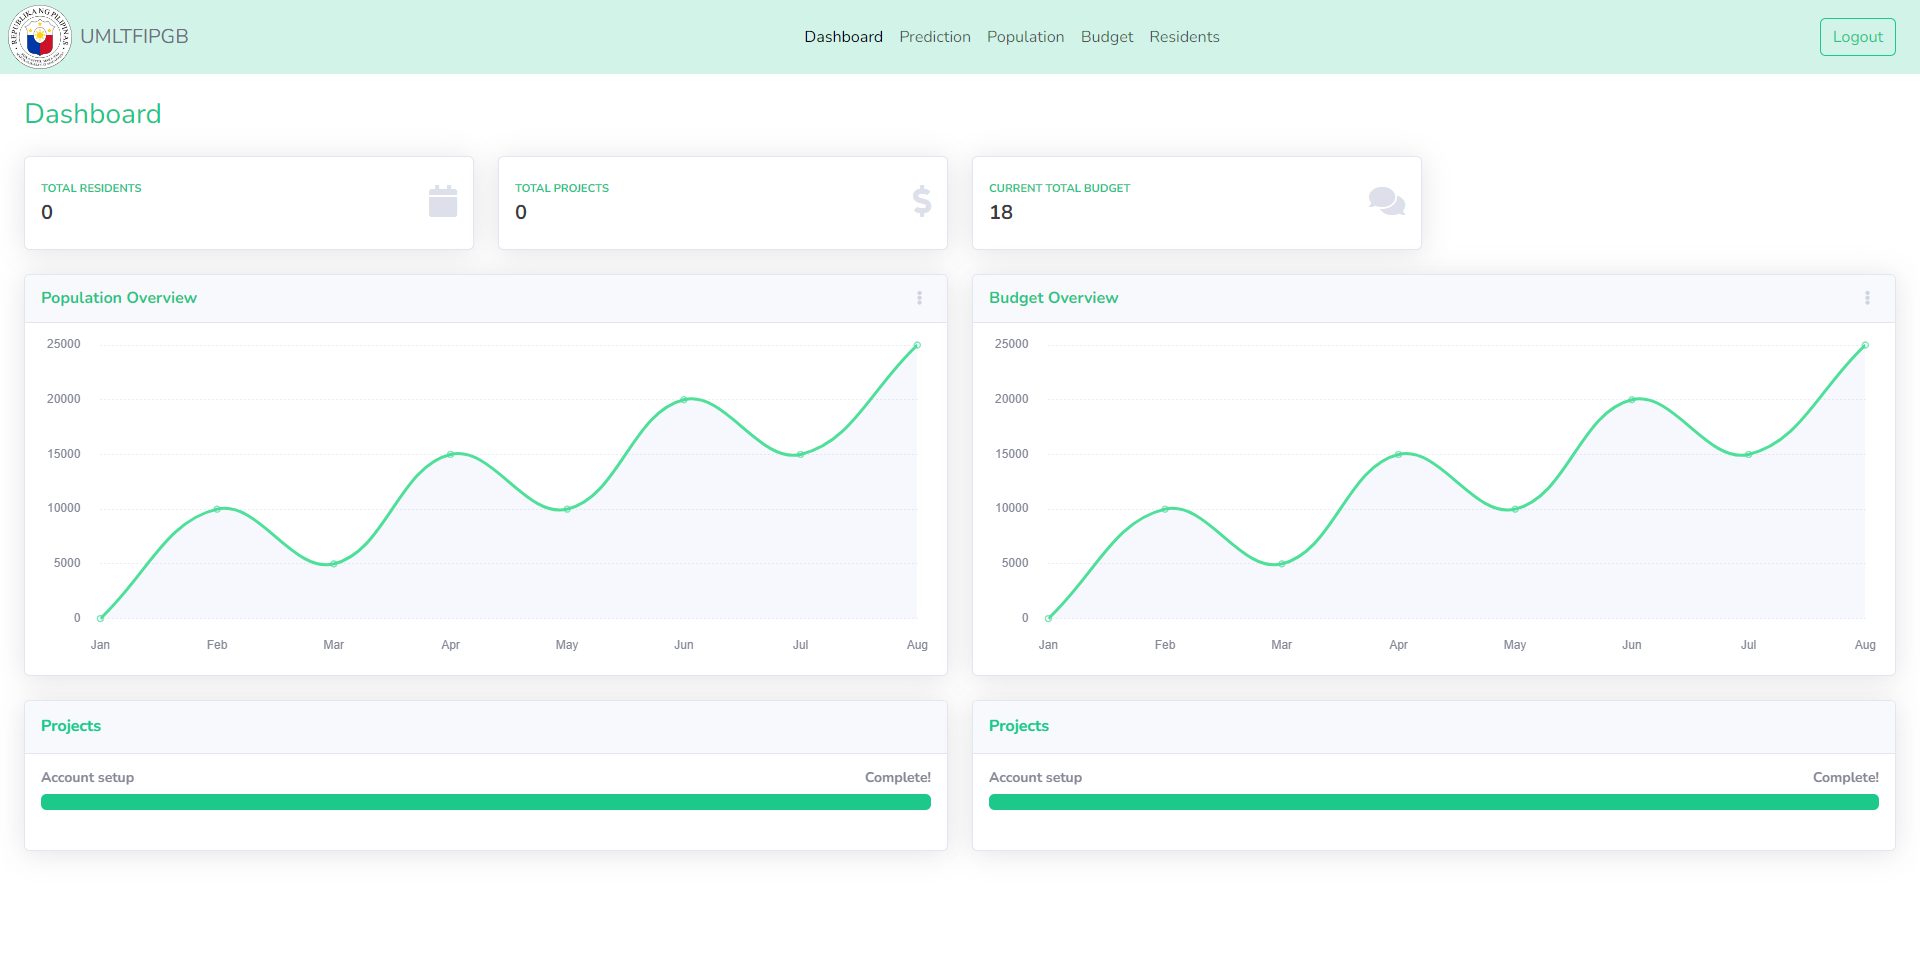 REPUBLIKA NG PILIPINAS
UMLTFIPGB
Dashboard Prediction Population Budget Residents
Logout
Dashboard
TOTAL RESIDENTS
0
TOTAL PROJECTS
0
CURRENT TOTAL BUDGET
18
Population Overview
25000
20000
15000
10000
5000
0
Jan Feb Mar Apr May Jun Jul Aug
Budget Overview
25000
20000
15000
10000
5000
0
Jan Feb Mar Apr May Jun Jul Aug
Projects
Account setup Complete!
Projects
Account setup Complete!